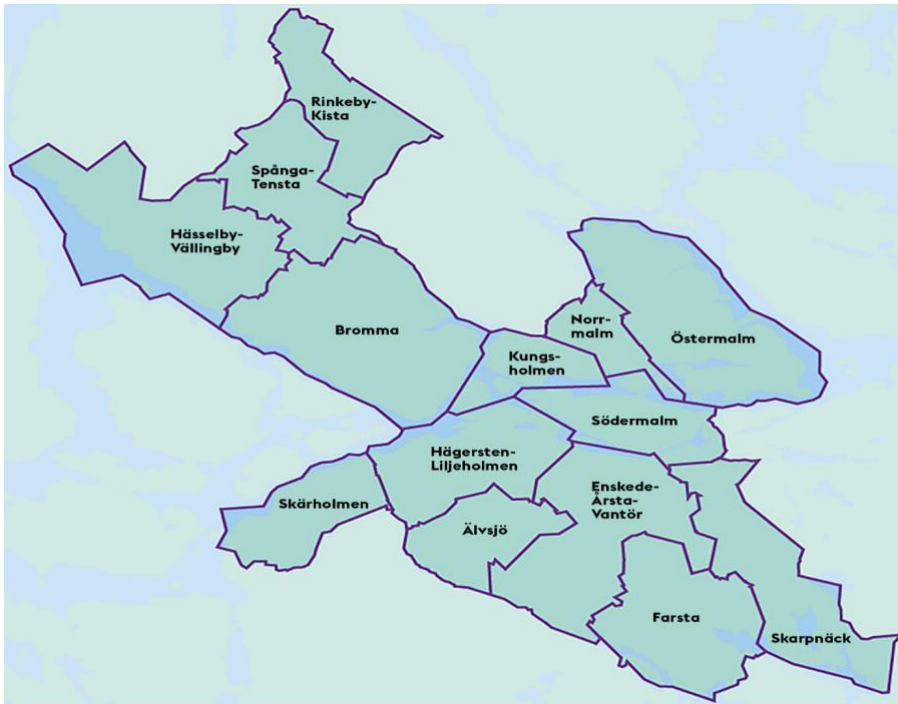 Rinkeby-
Kista
Spånga-
Tensta
Hässelby-
Vällingby
Bromma
Norr-
malm
Östermalm
Kungs-
holmen
Södermalm
Hägersten-
Liljeholmen
Enskede-
Årsta-
Vantör
Skärholmen
Älvsjö
Farsta
Skarpnäck